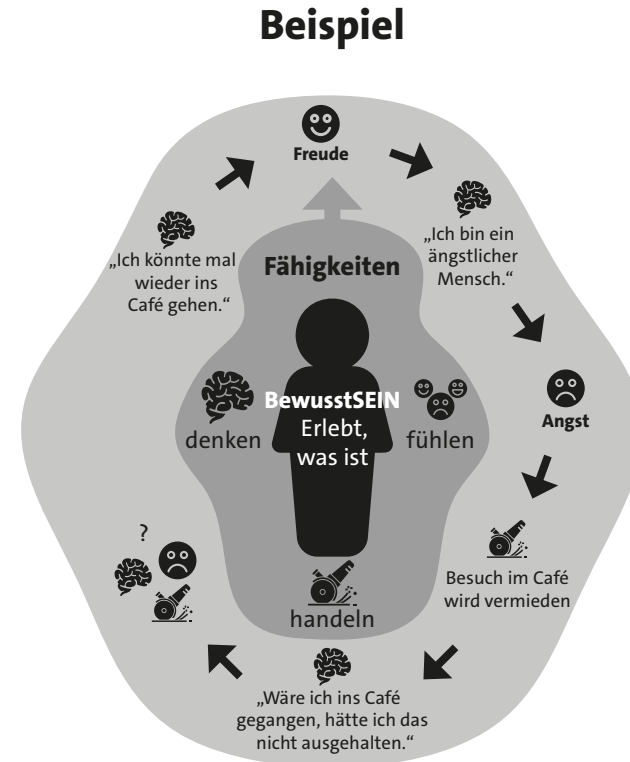 Beispiel
Freude
„Ich bin ein
ängstlicher
Mensch.“
Angst
Besuch im Café
wird vermieden
„Wäre ich ins Café
gegangen, hätte ich das
nicht ausgehalten.“
?
„Ich könnte mal
wieder ins
Café gehen.“
Fähigkeiten
BewusstSEIN
Erlebt,
was ist
denken
fühlen
handeln